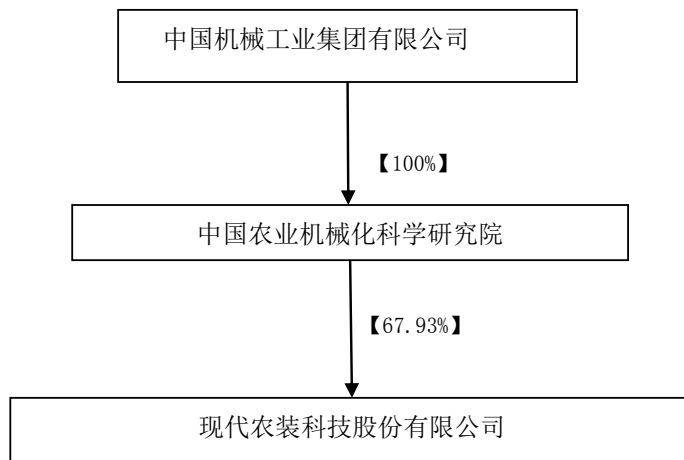 中国机械工业集团有限公司
【100%】
中国农业机械化科学研究院
【67.93%】
现代农装科技股份有限公司